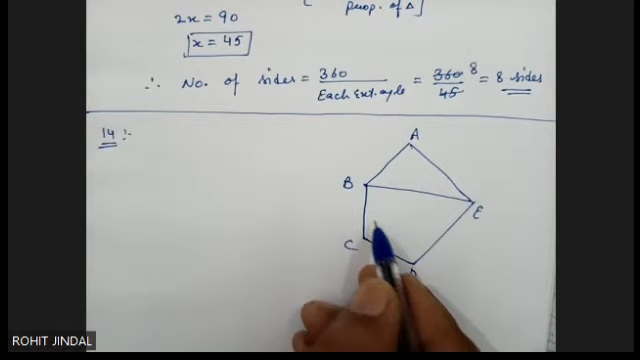 2x = 90
[ prop. of Δ]
x = 45
∴ No. of sides = 360 / Each Ext. angle = 360 / 45 8 = 8 sides
14 :-
A
B
E
C
D
ROHIT JINDAL